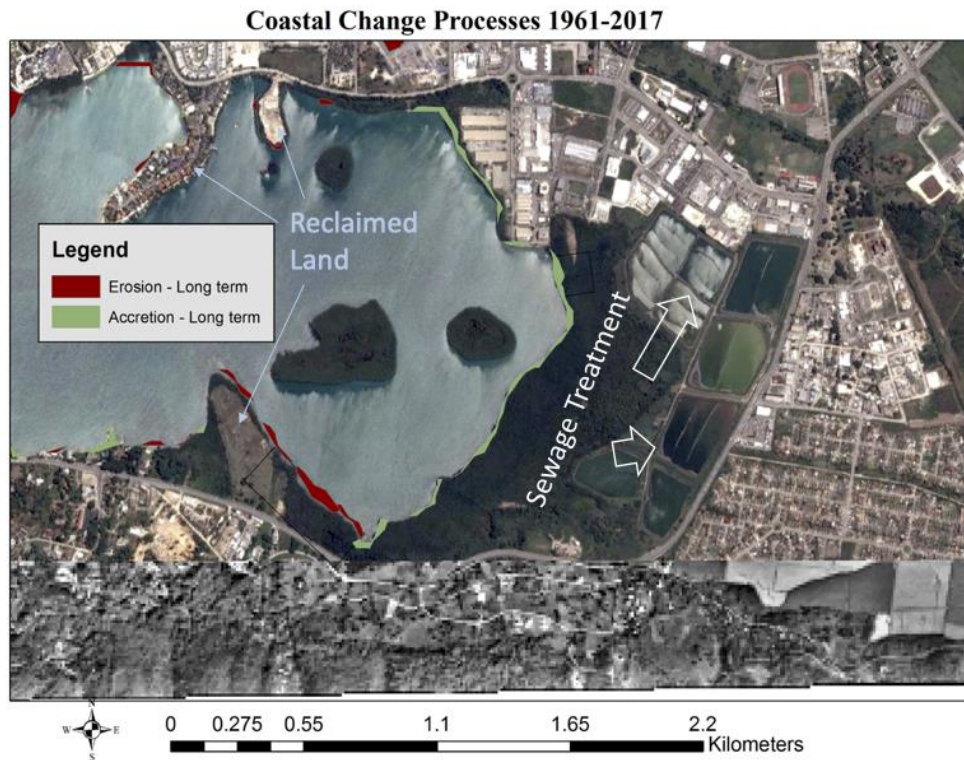 Coastal Change Processes 1961-2017
Reclaimed
Land
Legend
Erosion - Long term
Accretion - Long term
Sewage Treatment
N
W E
S
0 0.275 0.55 1.1 1.65 2.2
Kilometers